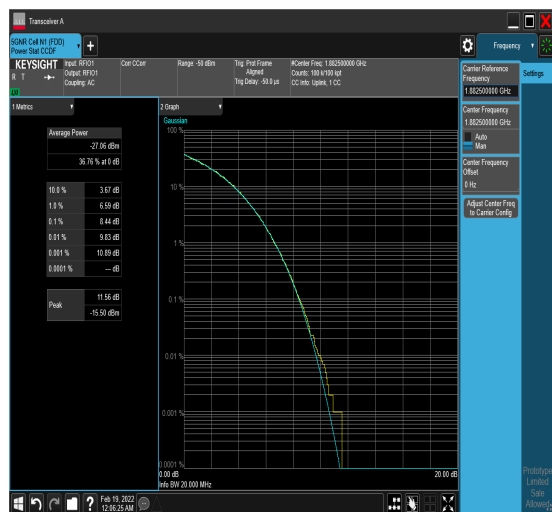 Transceiver A
5GNR Cell N1 (FDD)
Power Stat CCDF
Frequency
KEYSIGHT
R T
Input: RFIO1
Output: RFIO1
Coupling: AC
Corr CCorr
Range: -50 dBm
Trig: Prot Frame
Aligned
Trig Delay: -50.0 µs
#Center Freq: 1.882500000 GHz
Counts: 100 k/100 kpt
CC Info: Uplink, 1 CC
1 Metrics
Average Power
-27.06 dBm
36.76 % at 0 dB
10.0 % 3.67 dB
1.0 % 6.59 dB
0.1 % 8.44 dB
0.01 % 9.83 dB
0.001 % 10.89 dB
0.0001 % --- dB
Peak
11.56 dB
-15.50 dBm
2 Graph
Gaussian
100 %
10 %
1 %
0.1 %
0.01 %
0.001 %
0.0001 %
0.00 dB 20.00 dB
Info BW 20.000 MHz
Carrier Reference
Frequency
1.882500000 GHz
Center Frequency
1.882500000 GHz
Auto
Man
Center Frequency
Offset
0 Hz
Adjust Center Freq
to Carrier Config
Settings
Prototype
Limited
Sale
Allowed
Feb 19, 2022
12:06:25 AM